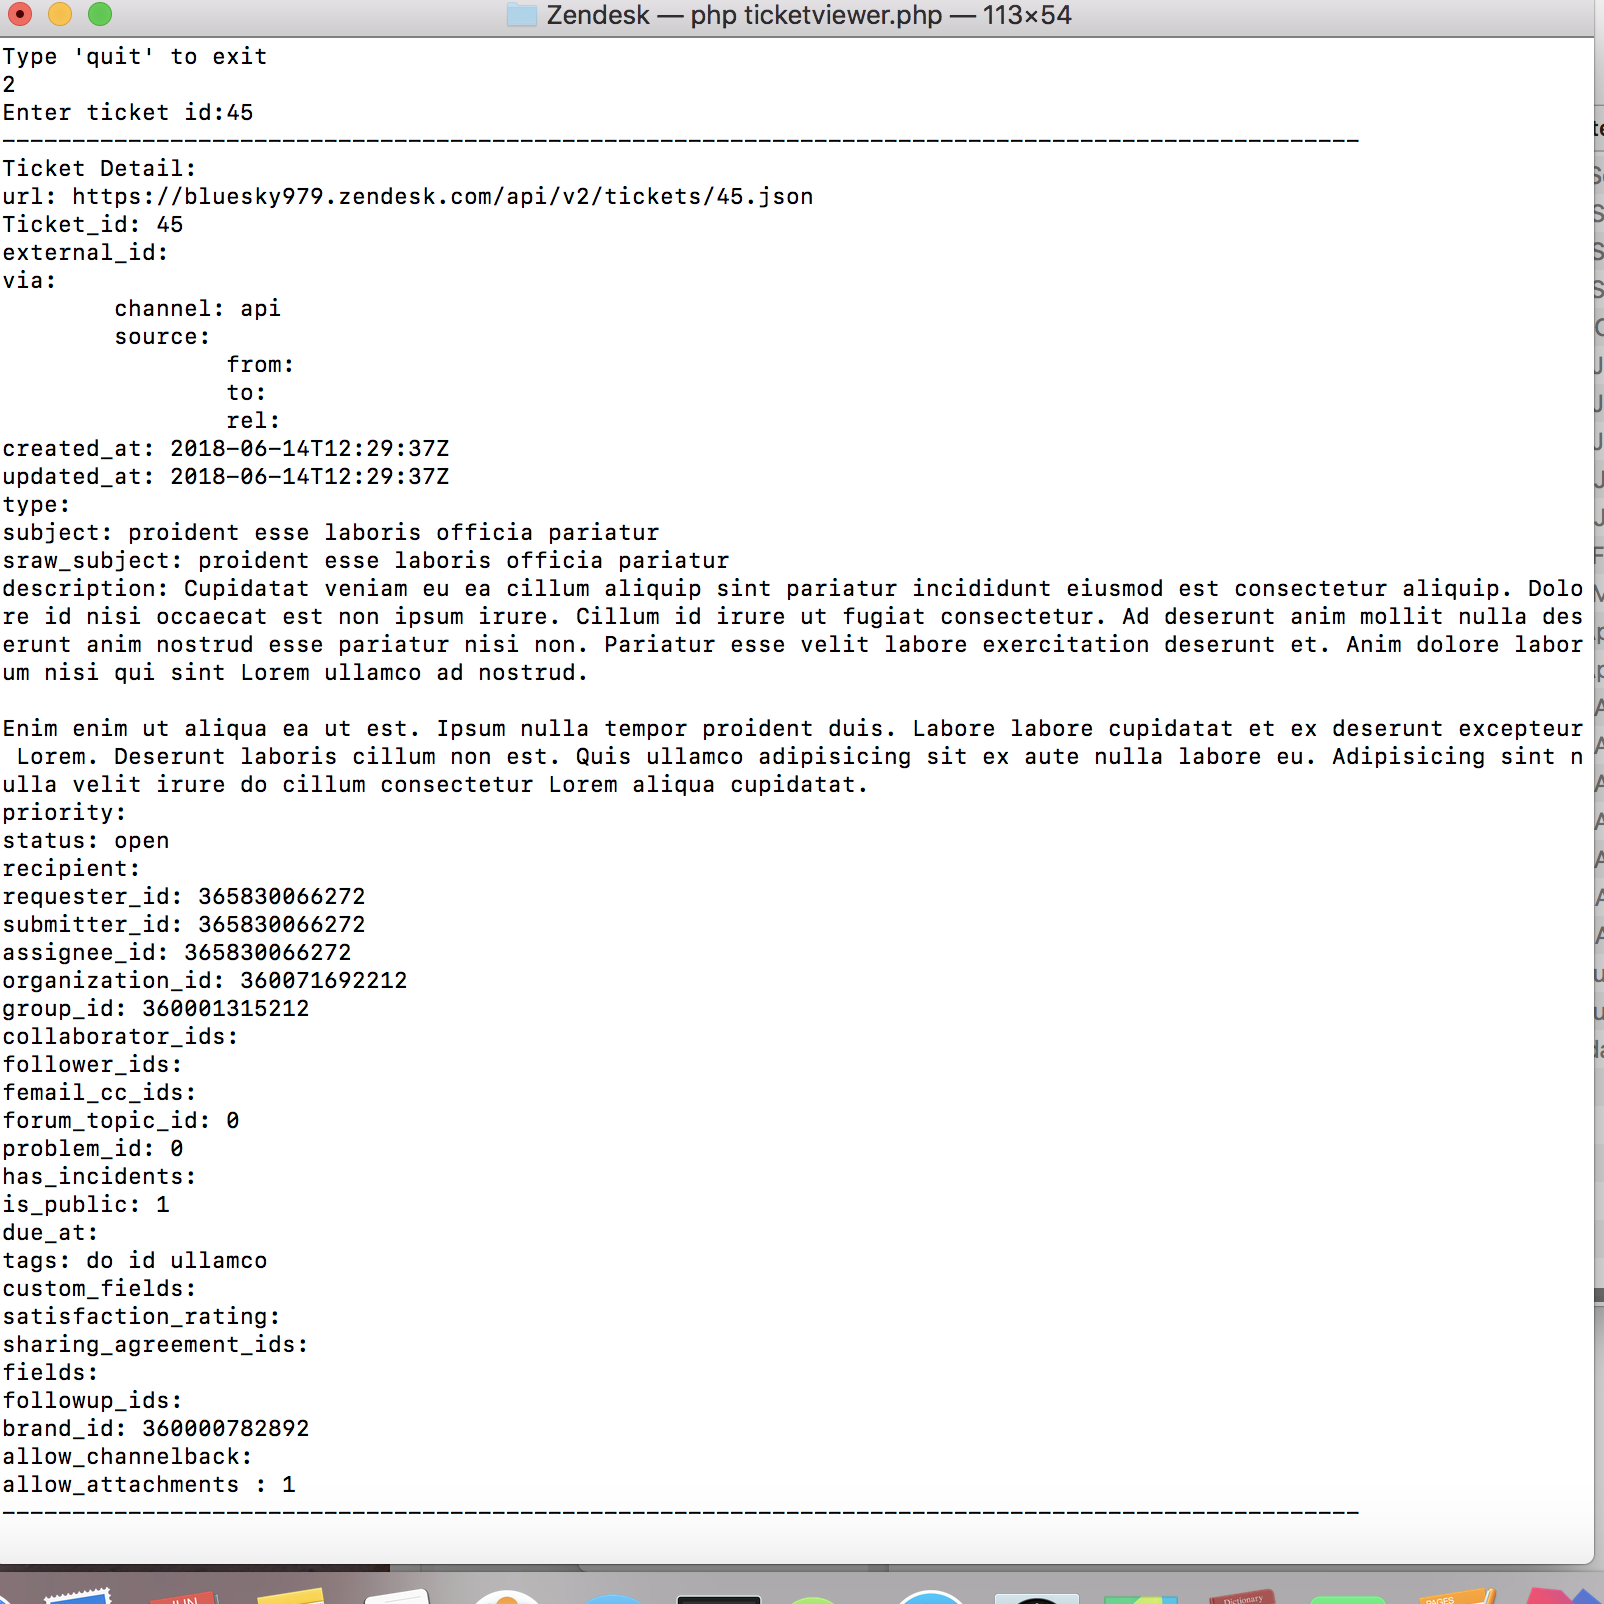 Zendesk — php ticketviewer.php — 113×54
Type 'quit' to exit
2
Enter ticket id:45
-------------------------------------------------------------------------------------------------
Ticket Detail:
url: https://bluesky979.zendesk.com/api/v2/tickets/45.json
Ticket_id: 45
external_id:
via:
channel: api
source:
from:
to:
rel:
created_at: 2018-06-14T12:29:37Z
updated_at: 2018-06-14T12:29:37Z
type:
subject: proident esse laboris officia pariatur
sraw_subject: proident esse laboris officia pariatur
description: Cupidatat veniam eu ea cillum aliquip sint pariatur incididunt eiusmod est consectetur aliquip. Dolo
re id nisi occaecat est non ipsum irure. Cillum id irure ut fugiat consectetur. Ad deserunt anim mollit nulla des
erunt anim nostrud esse pariatur nisi non. Pariatur esse velit labore exercitation deserunt et. Anim dolore labor
um nisi qui sint Lorem ullamco ad nostrud.
Enim enim ut aliqua ea ut est. Ipsum nulla tempor proident duis. Labore labore cupidatat et ex deserunt excepteur
Lorem. Deserunt laboris cillum non est. Quis ullamco adipisicing sit ex aute nulla labore eu. Adipisicing sint n
ulla velit irure do cillum consectetur Lorem aliqua cupidatat.
priority:
status: open
recipient:
requester_id: 365830066272
submitter_id: 365830066272
assignee_id: 365830066272
organization_id: 360071692212
group_id: 360001315212
collaborator_ids:
follower_ids:
femail_cc_ids:
forum_topic_id: 0
problem_id: 0
has_incidents:
is_public: 1
due_at:
tags: do id ullamco
custom_fields:
satisfaction_rating:
sharing_agreement_ids:
fields:
followup_ids:
brand_id: 360000782892
allow_channelback:
allow_attachments : 1
-------------------------------------------------------------------------------------------------
JUN
Dictionary
PAGES